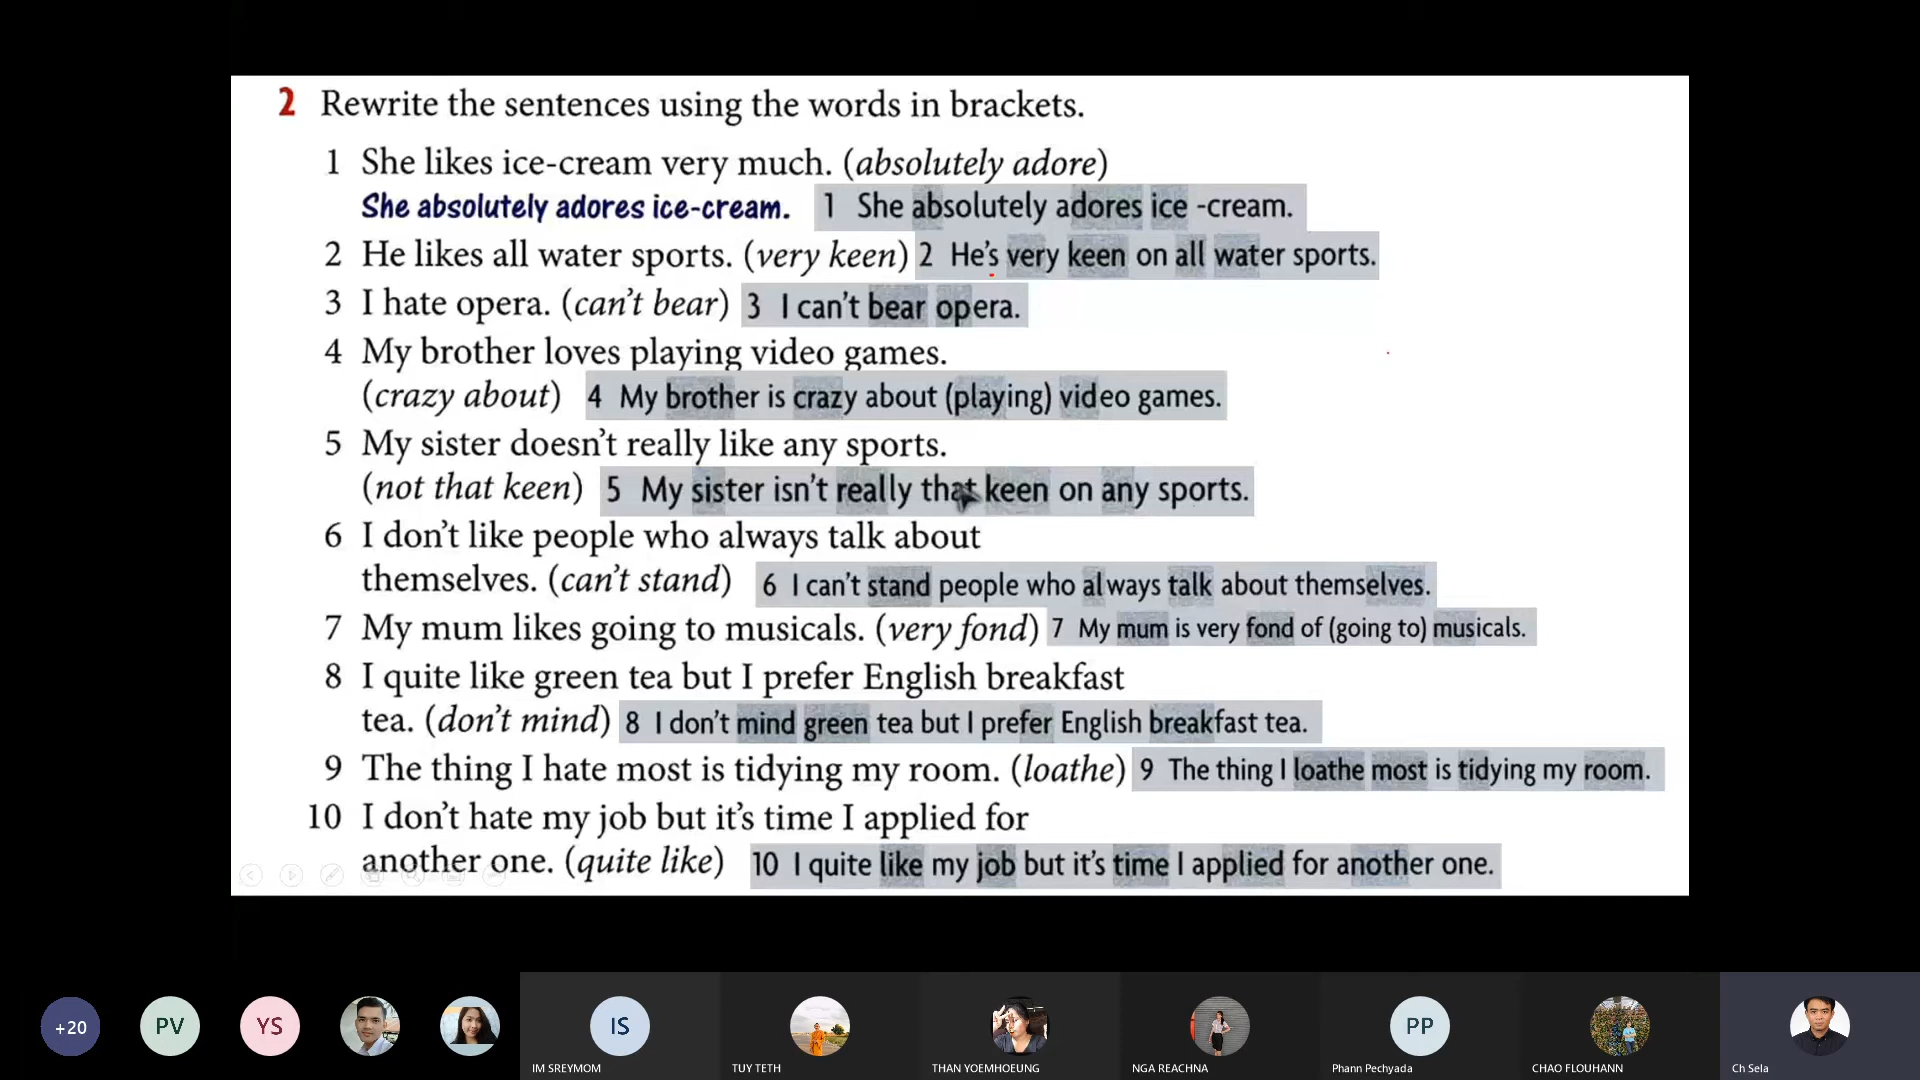 2 Rewrite the sentences using the words in brackets.
1 She likes ice-cream very much. (absolutely adore)
She absolutely adores ice-cream. 1 She absolutely adores ice -cream.
2 He likes all water sports. (very keen) 2 He's very keen on all water sports.
3 I hate opera. (can't bear) 3 I can't bear opera.
4 My brother loves playing video games.
(crazy about) 4 My brother is crazy about (playing) video games.
5 My sister doesn't really like any sports.
(not that keen) 5 My sister isn't really that keen on any sports.
6 I don't like people who always talk about
themselves. (can't stand) 6 I can't stand people who always talk about themselves.
7 My mum likes going to musicals. (very fond) 7 My mum is very fond of (going to) musicals.
8 I quite like green tea but I prefer English breakfast
tea. (don't mind) 8 I don't mind green tea but I prefer English breakfast tea.
9 The thing I hate most is tidying my room. (loathe) 9 The thing I loathe most is tidying my room.
10 I don't hate my job but it's time I applied for
another one. (quite like) 10 I quite like my job but it's time I applied for another one.
+20 PV YS IS PP
IM SREYMOM TUY TETH THAN YOEMHOEUNG NGA REACHNA Phann Pechyada CHAO FLOUHANN Ch Sela